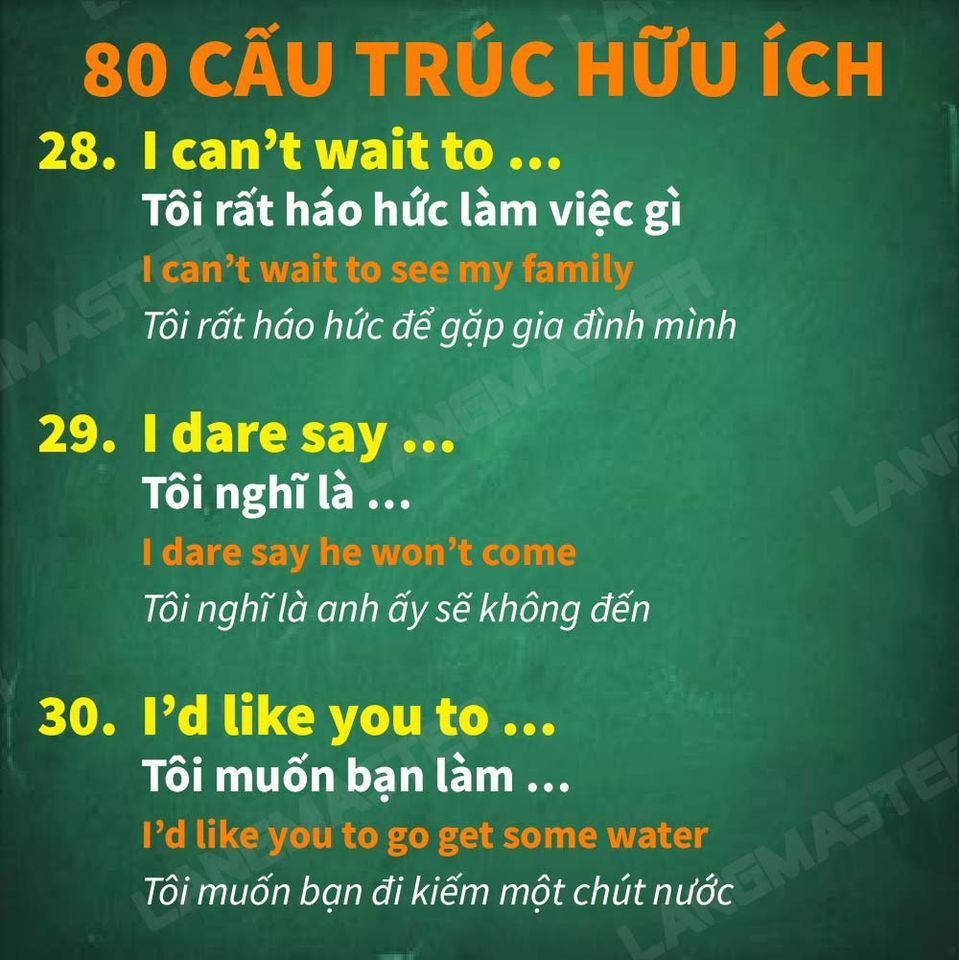 80 CẤU TRÚC HỮU ÍCH
28. I can’t wait to ...
Tôi rất háo hức làm việc gì
I can’t wait to see my family
Tôi rất háo hức để gặp gia đình mình
29. I dare say ...
Tôi nghĩ là ...
I dare say he won’t come
Tôi nghĩ là anh ấy sẽ không đến
30. I’d like you to ...
Tôi muốn bạn làm ...
I’d like you to go get some water
Tôi muốn bạn đi kiếm một chút nước
LANGMASTER
LANGMASTER
LANGMASTER
LANGMASTER